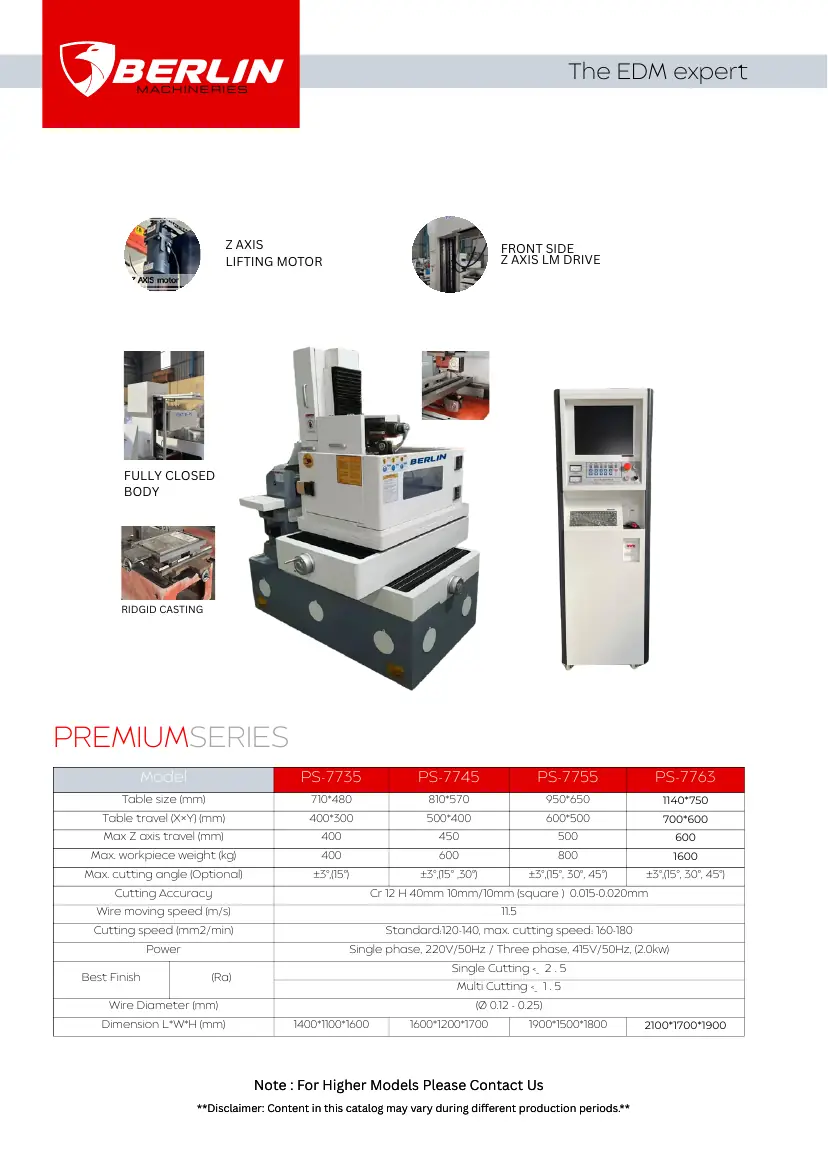 BERLIN
MACHINERIES
The EDM expert
Z AXIS
LIFTING MOTOR
Z AXIS motor
FRONT SIDE
Z AXIS LM DRIVE
FULLY CLOSED
BODY
BERLIN
RIDGID CASTING
PREMIUMSERIES
Model PS-7735 PS-7745 PS-7755 PS-7763
Table size (mm) 710*480 810*570 950*650 1140*750
Table travel (X×Y) (mm) 400*300 500*400 600*500 700*600
Max Z axis travel (mm) 400 450 500 600
Max. workpiece weight (kg) 400 600 800 1600
Max. cutting angle (Optional) ±3°,(15°) ±3°,(15° ,30°) ±3°,(15°, 30°, 45°) ±3°,(15°, 30°, 45°)
Cutting Accuracy Cr 12 H 40mm 10mm/10mm (square ) 0.015-0.020mm
Wire moving speed (m/s) 11.5
Cutting speed (mm2/min) Standard:120-140, max. cutting speed: 160-180
Power Single phase, 220V/50Hz / Three phase, 415V/50Hz, (2.0kw)
Best Finish (Ra) Single Cutting <_ 2 . 5
Multi Cutting <_ 1 . 5
Wire Diameter (mm) (Ø 0.12 - 0.25)
Dimension L*W*H (mm) 1400*1100*1600 1600*1200*1700 1900*1500*1800 2100*1700*1900
Note : For Higher Models Please Contact Us
**Disclaimer: Content in this catalog may vary during different production periods.**